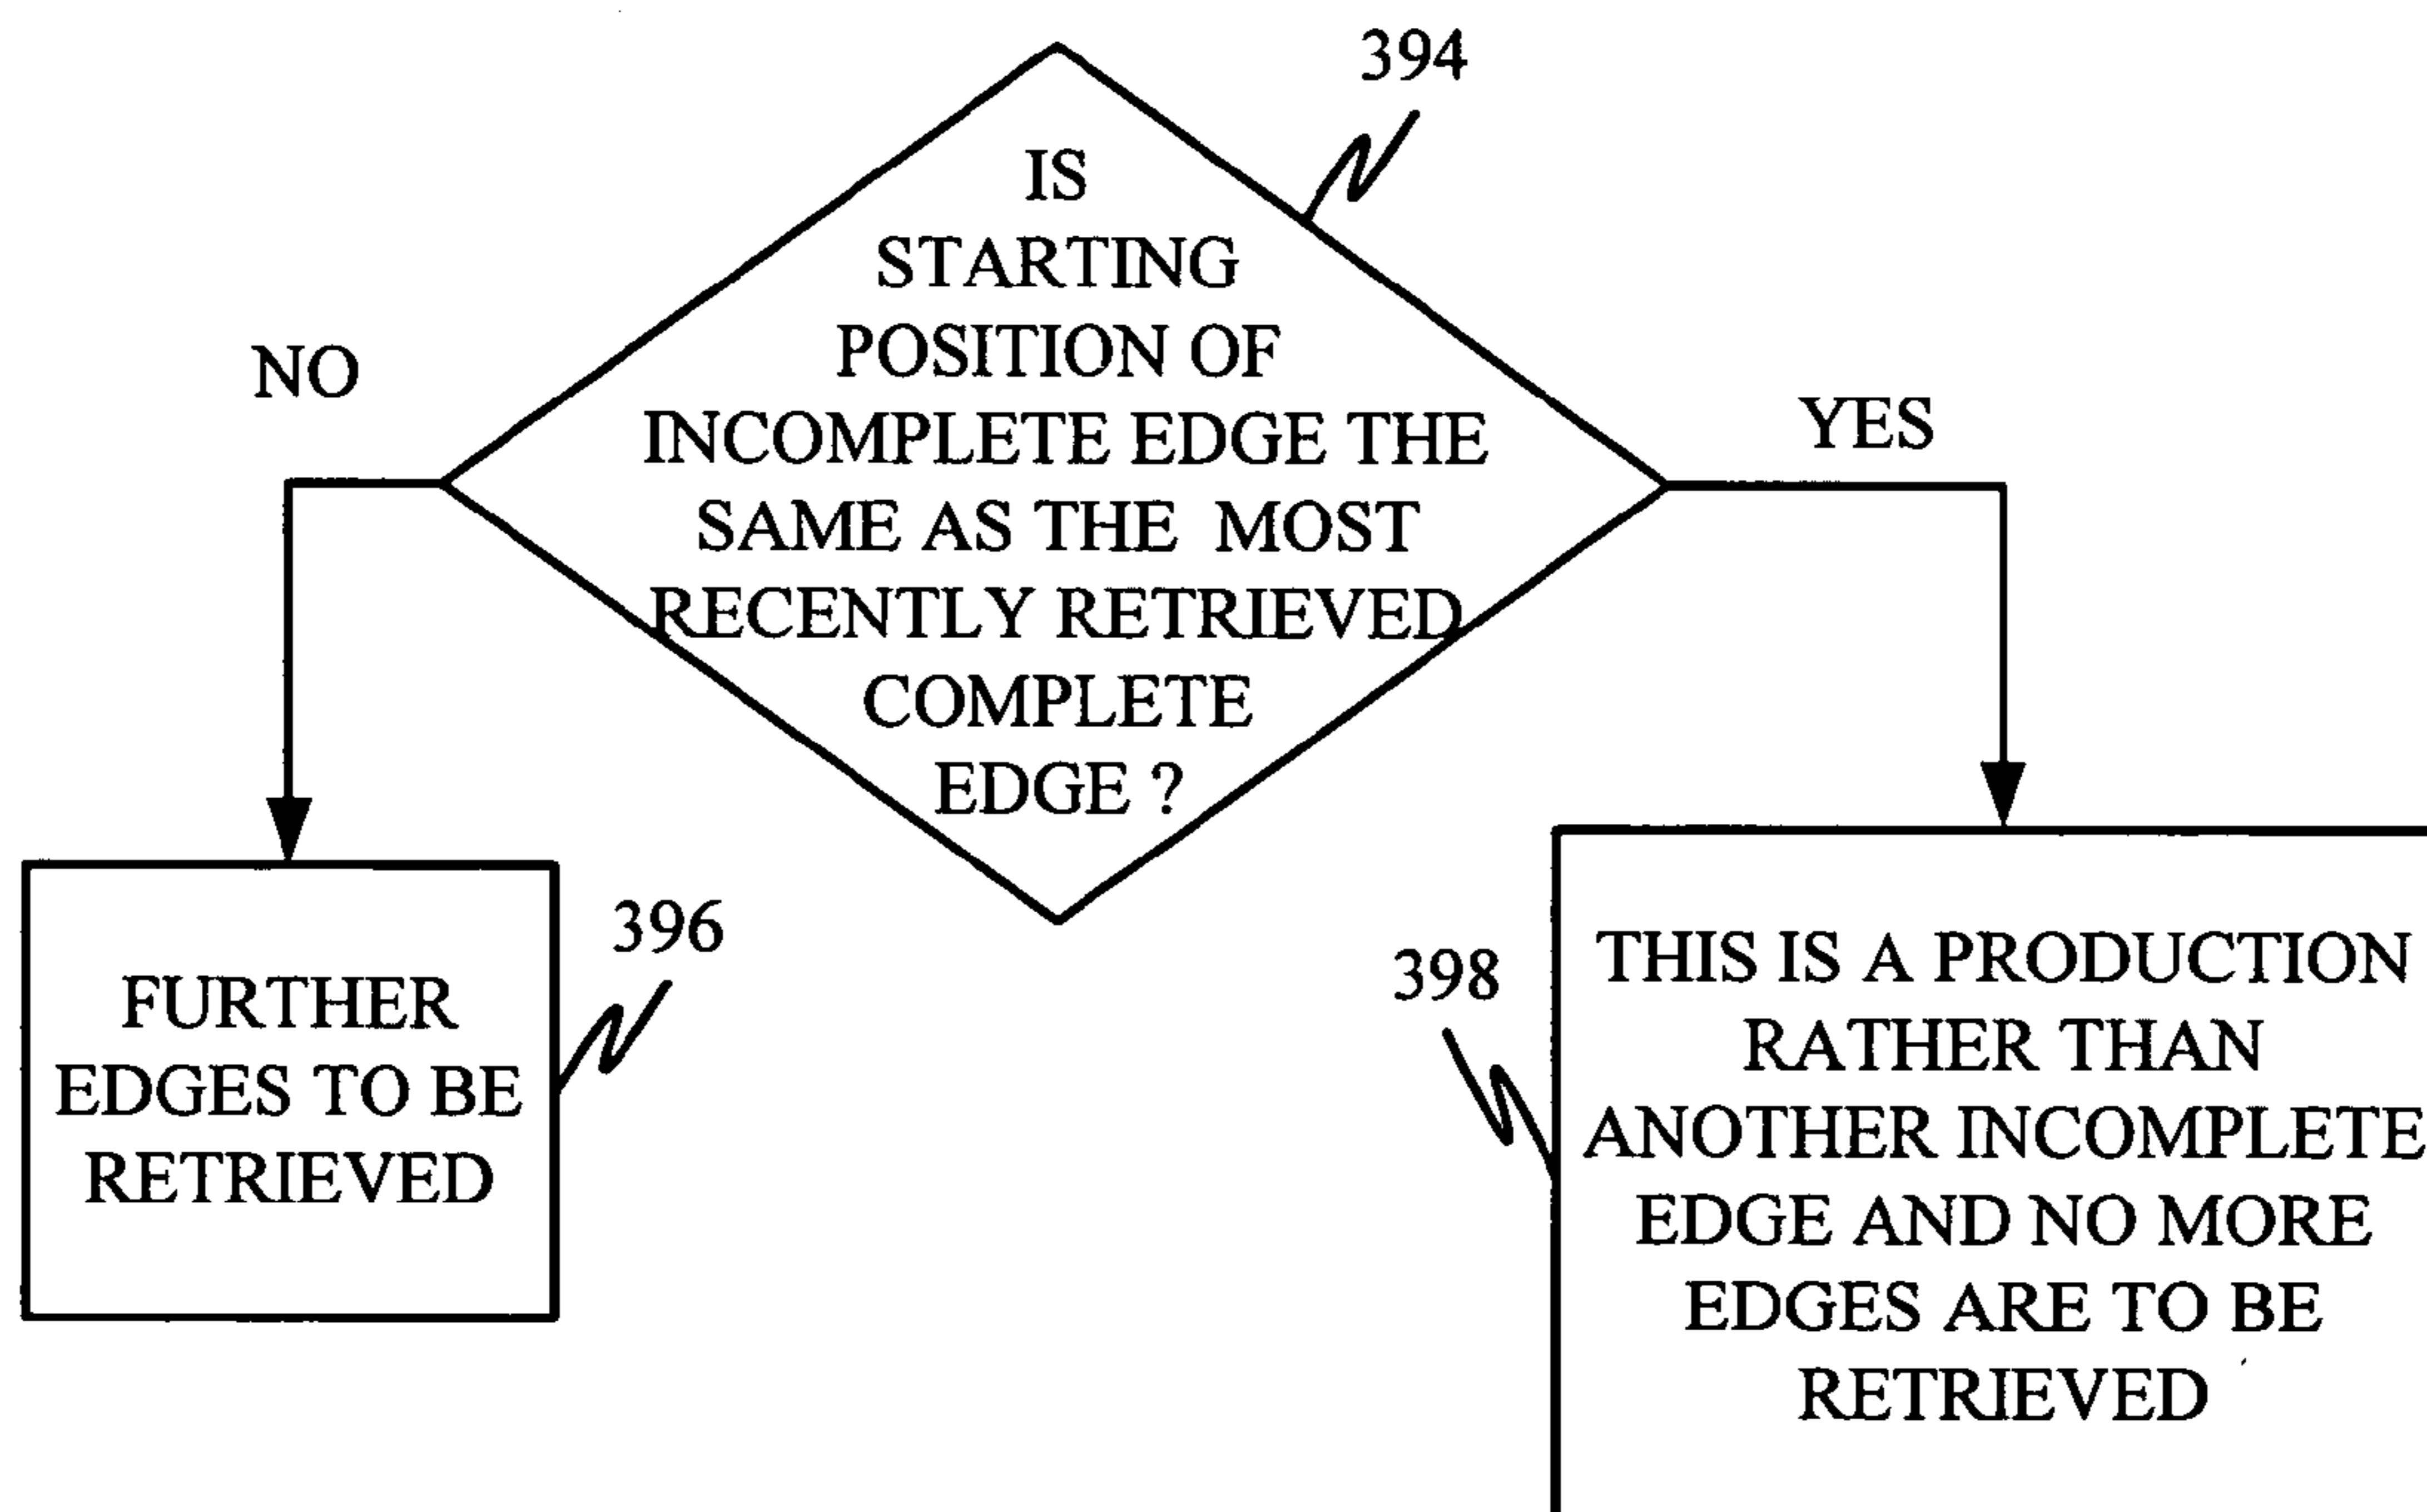 394
IS
STARTING
POSITION OF
INCOMPLETE EDGE THE
SAME AS THE MOST
RECENTLY RETRIEVED
COMPLETE
EDGE ?
NO
YES
396
FURTHER
EDGES TO BE
RETRIEVED
398
THIS IS A PRODUCTION
RATHER THAN
ANOTHER INCOMPLETE
EDGE AND NO MORE
EDGES ARE TO BE
RETRIEVED